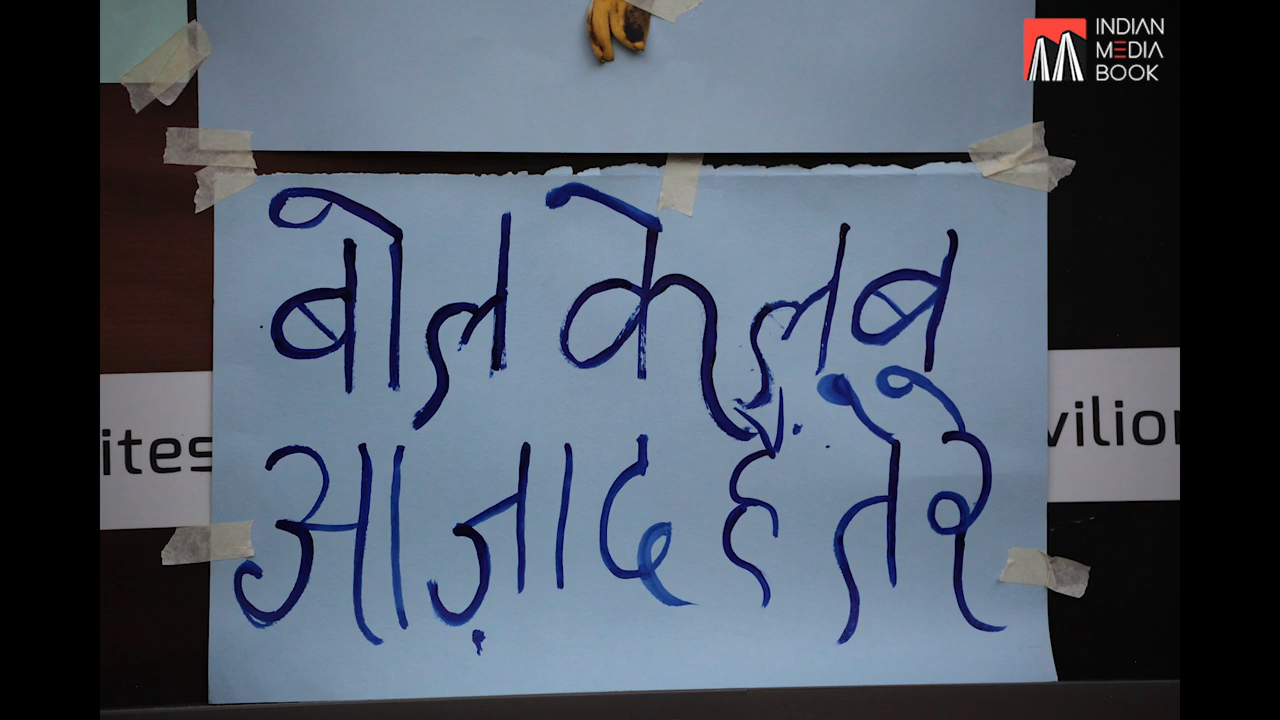 INDIAN
MEDIA
BOOK
बोल के लब
आज़ाद हैं तेरे
ites
vilion